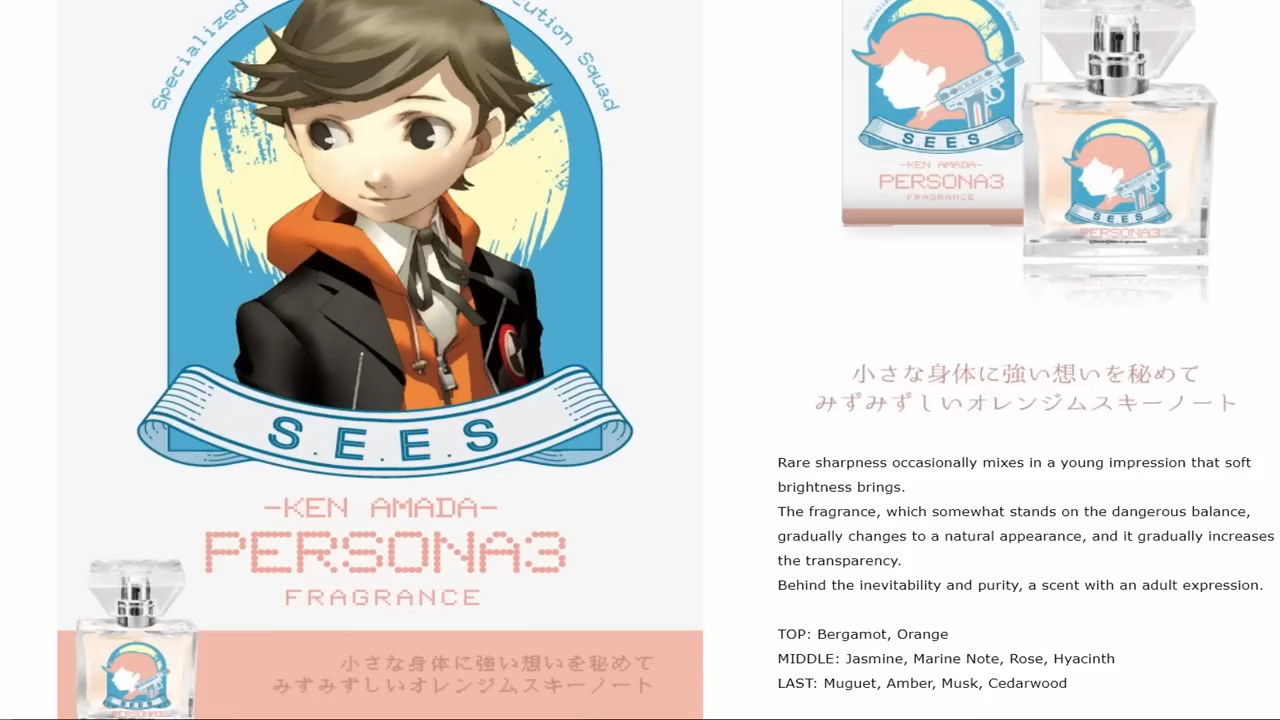 Specialized
cution Squad
S.E.E.S
-KEN AMADA-
PERSONA3
FRAGRANCE
小さな身体に強い想いを秘めて
みずみずしいオレンジムスキーノート
S.E.E.S
-KEN AMADA-
PERSONA3
FRAGRANCE
S.E.E.S
PERSONA3
小さな身体に強い想いを秘めて
みずみずしいオレンジムスキーノート
Rare sharpness occasionally mixes in a young impression that soft
brightness brings.
The fragrance, which somewhat stands on the dangerous balance,
gradually changes to a natural appearance, and it gradually increases
the transparency.
Behind the inevitability and purity, a scent with an adult expression.
TOP: Bergamot, Orange
MIDDLE: Jasmine, Marine Note, Rose, Hyacinth
LAST: Muguet, Amber, Musk, Cedarwood